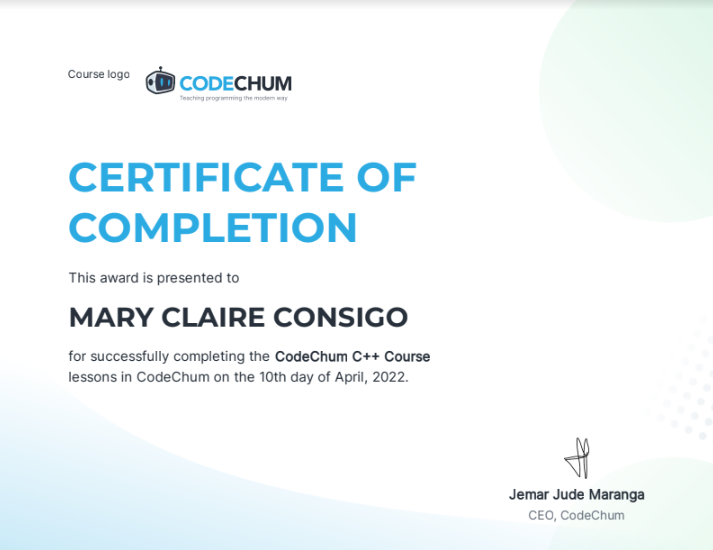 Course logo
CODECHUM
Teaching programming the modern way
CERTIFICATE OF
COMPLETION
This award is presented to
MARY CLAIRE CONSIGO
for successfully completing the CodeChum C++ Course
lessons in CodeChum on the 10th day of April, 2022.
Jemar Jude Maranga
CEO, CodeChum